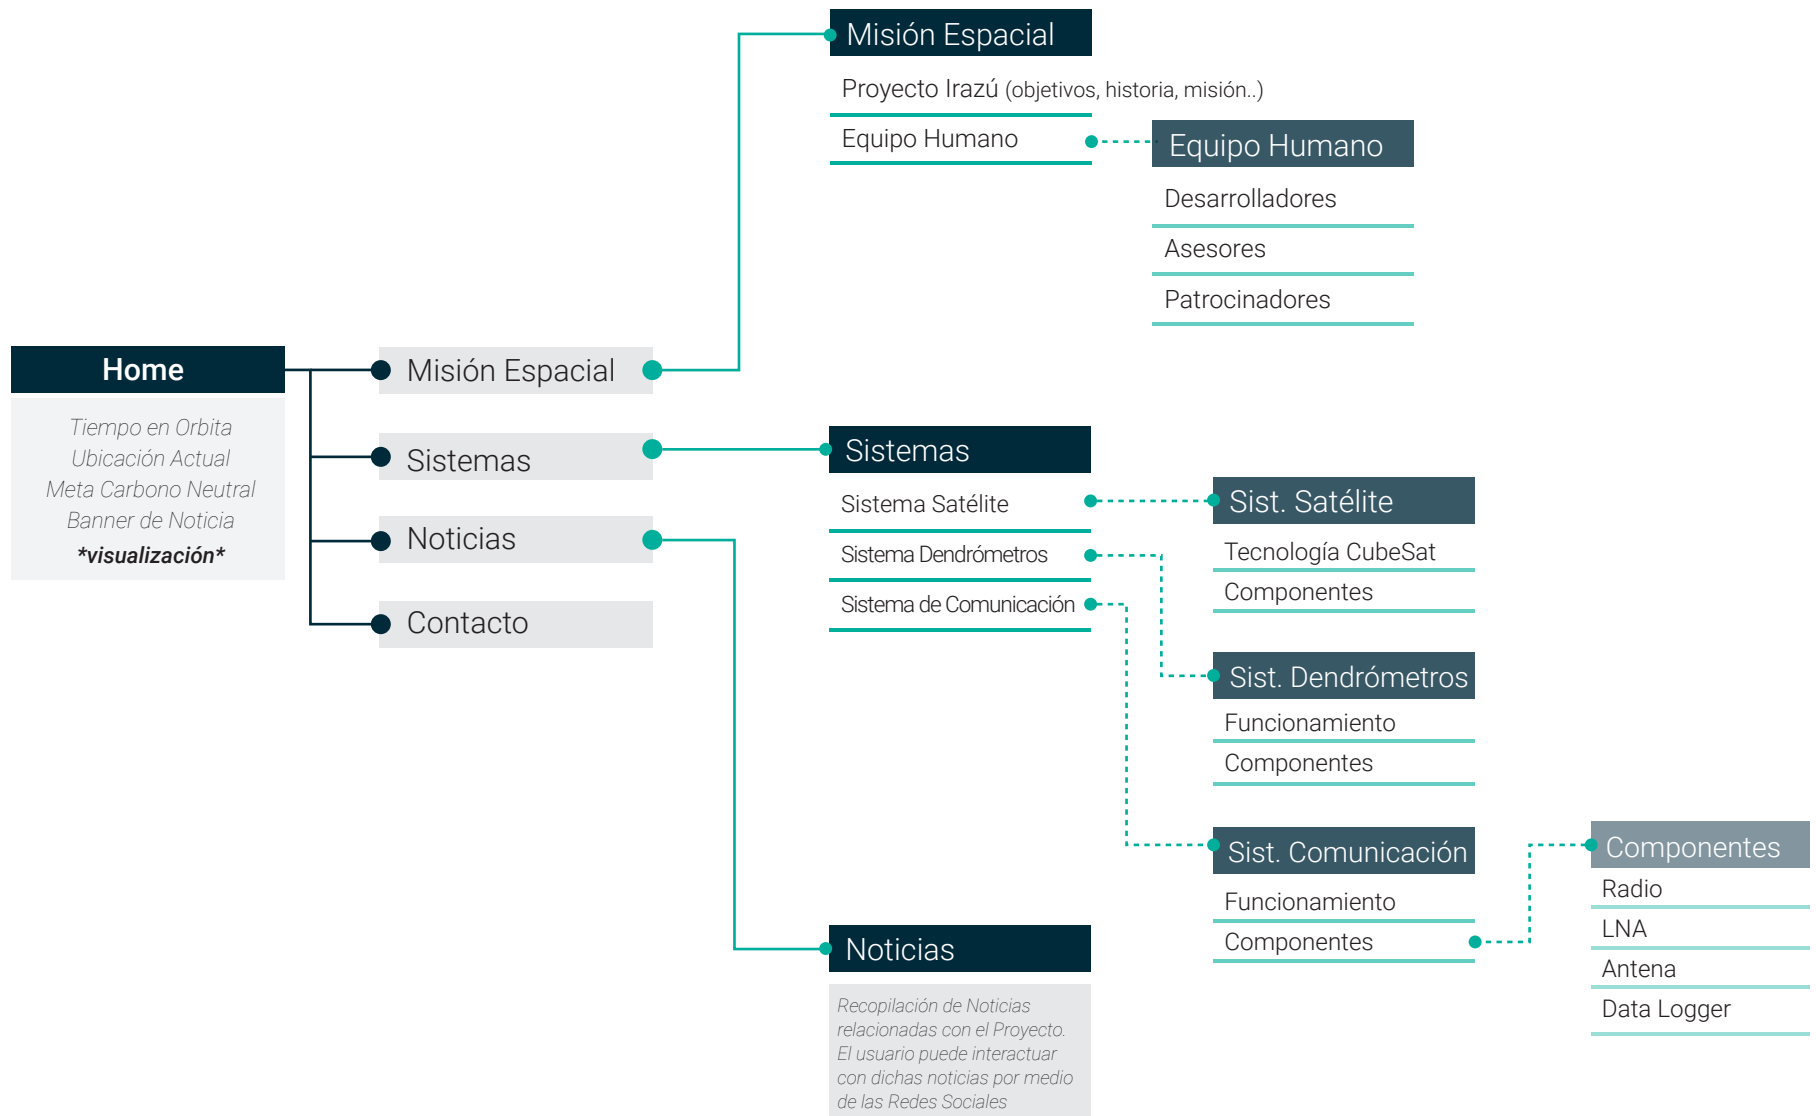 Home
Tiempo en Orbita
Ubicación Actual
Meta Carbono Neutral
Banner de Noticia
*visualización*
Misión Espacial
Sistemas
Noticias
Contacto
Misión Espacial
Proyecto Irazú (objetivos, historia, misión..)
Equipo Humano
Equipo Humano
Desarrolladores
Asesores
Patrocinadores
Sistemas
Sistema Satélite
Sistema Dendrómetros
Sistema de Comunicación
Sist. Satélite
Tecnología CubeSat
Componentes
Sist. Dendrómetros
Funcionamiento
Componentes
Sist. Comunicación
Funcionamiento
Componentes
Componentes
Radio
LNA
Antena
Data Logger
Noticias
Recopilación de Noticias
relacionadas con el Proyecto.
El usuario puede interactuar
con dichas noticias por medio
de las Redes Sociales